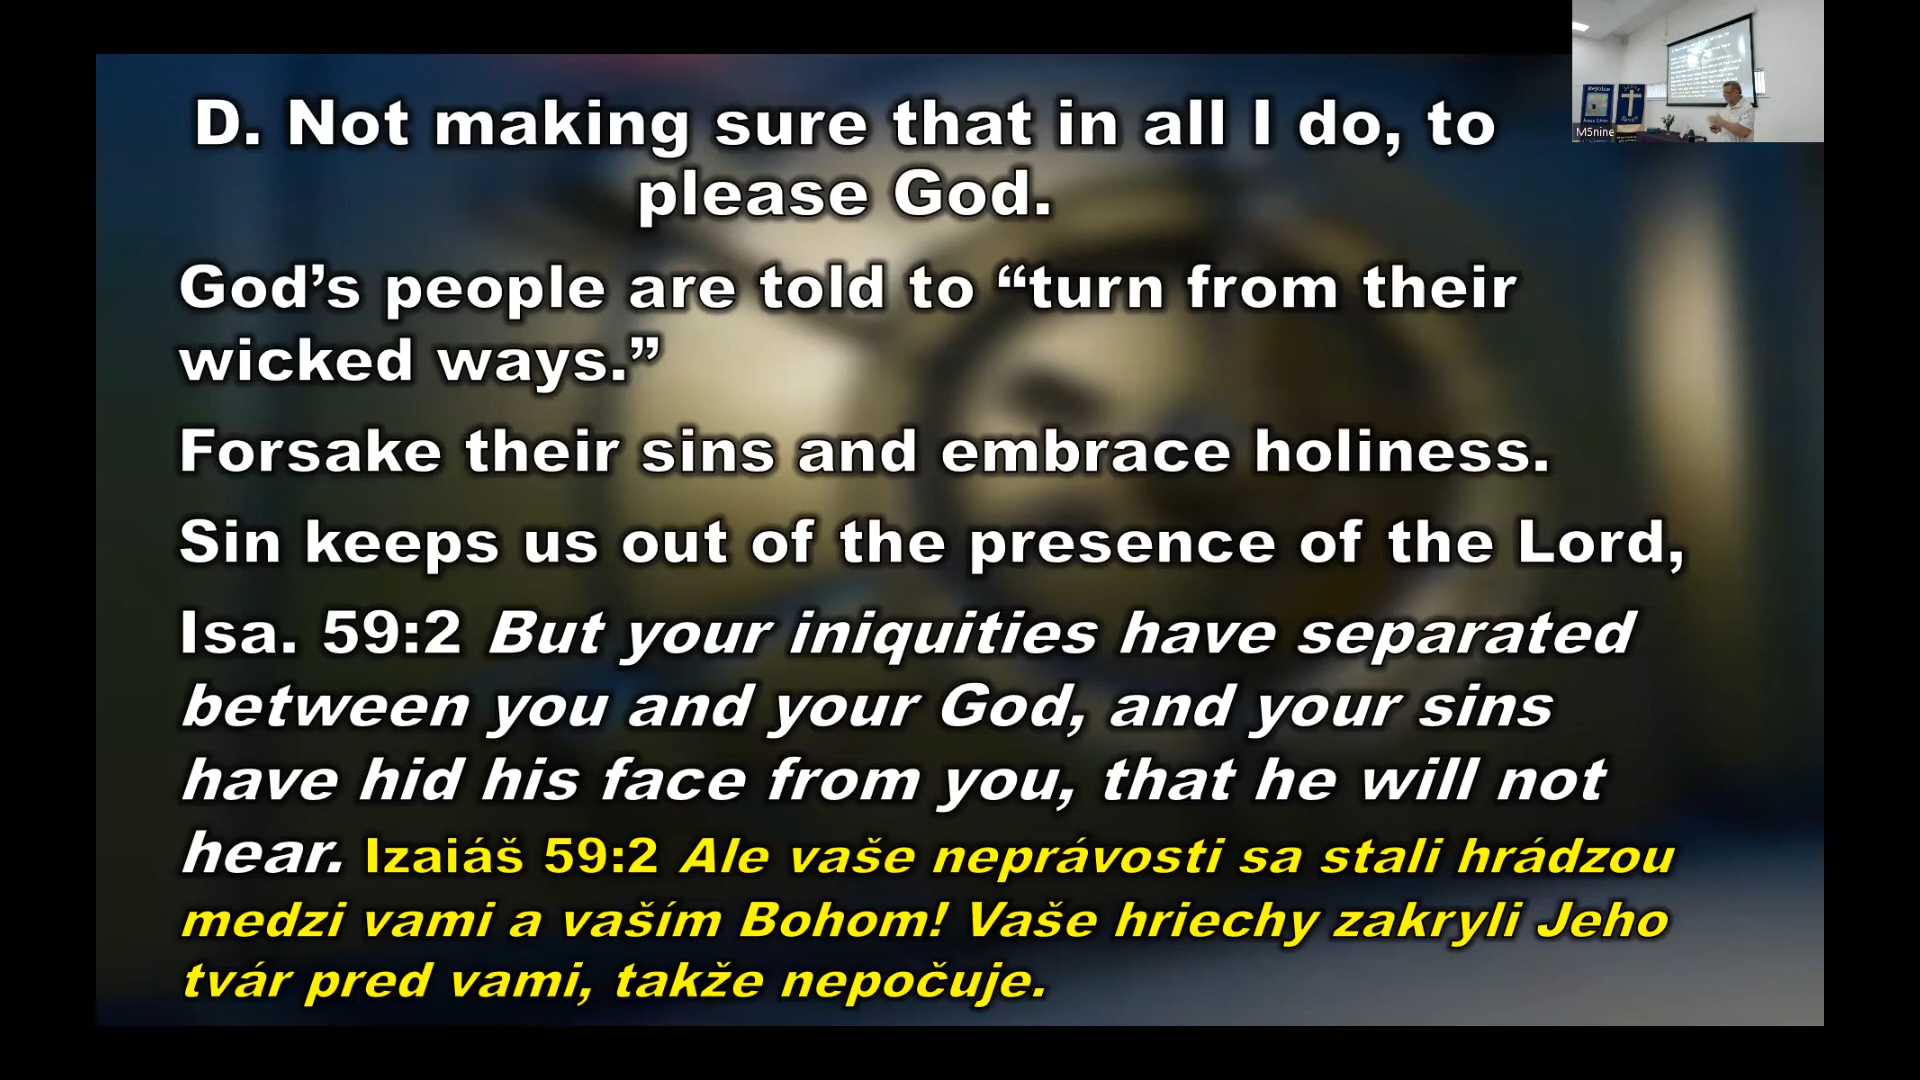 D. Not making sure that in all I do, to
please God.
God’s people are told to “turn from their
wicked ways.”
Forsake their sins and embrace holiness.
Sin keeps us out of the presence of the Lord,
Isa. 59:2 But your iniquities have separated
between you and your God, and your sins
have hid his face from you, that he will not
hear. Izaiáš 59:2 Ale vaše neprávosti sa stali hrádzou
medzi vami a vaším Bohom! Vaše hriechy zakryli Jeho
tvár pred vami, takže nepočuje.
Rejoice
M5nine